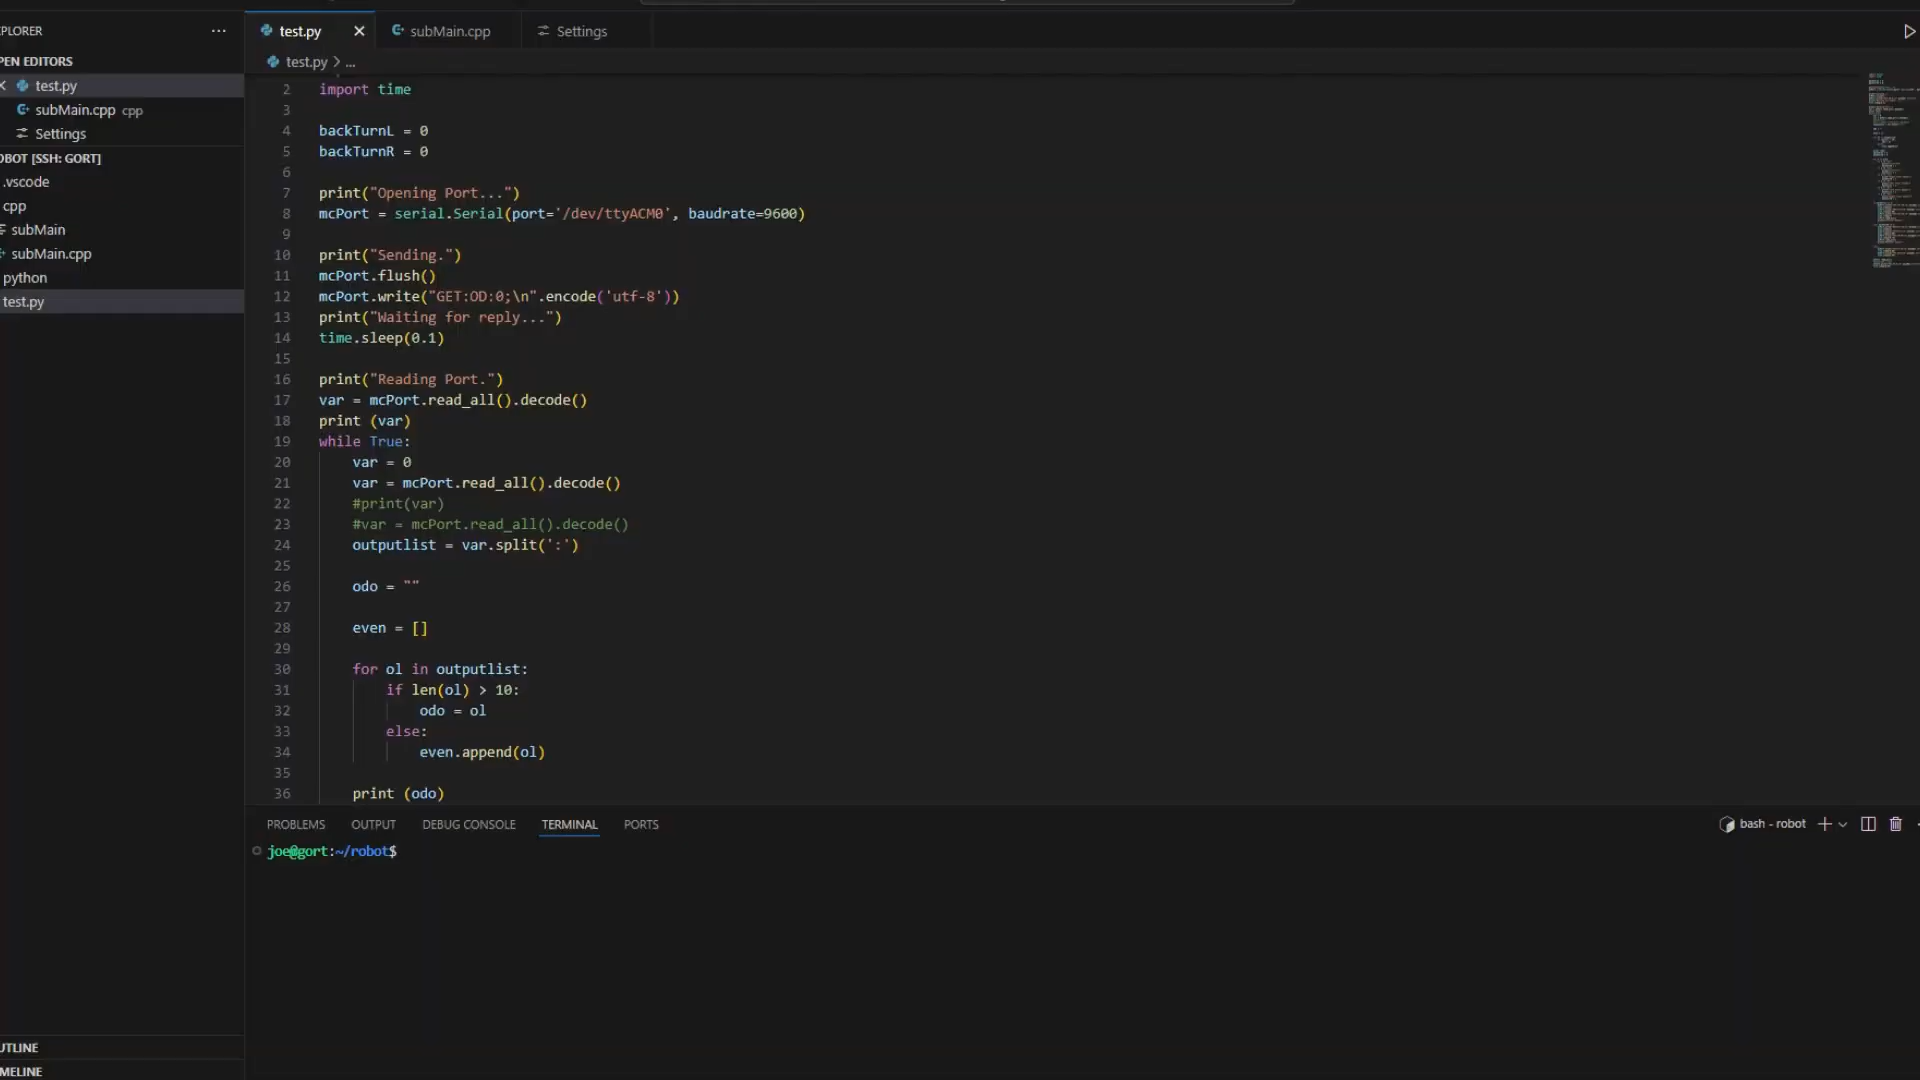 PLORER
···
test.py
subMain.cpp
Settings
PEN EDITORS
test.py
subMain.cpp cpp
Settings
OBOT [SSH: GORT]
.vscode
cpp
subMain
subMain.cpp
python
test.py
UTLINE
MELINE
test.py > ...
2 import time
3
4 backTurnL = 0
5 backTurnR = 0
6
7 print("Opening Port...")
8 mcPort = serial.Serial(port='/dev/ttyACM0', baudrate=9600)
9
10 print("Sending.")
11 mcPort.flush()
12 mcPort.write("GET:OD:0;\n".encode('utf-8'))
13 print("Waiting for reply...")
14 time.sleep(0.1)
15
16 print("Reading Port.")
17 var = mcPort.read_all().decode()
18 print (var)
19 while True:
20     var = 0
21     var = mcPort.read_all().decode()
22     #print(var)
23     #var = mcPort.read_all().decode()
24     outputlist = var.split(':')
25
26     odo = ""
27
28     even = []
29
30     for ol in outputlist:
31         if len(ol) > 10:
32             odo = ol
33         else:
34             even.append(ol)
35
36     print (odo)
PROBLEMS OUTPUT DEBUG CONSOLE TERMINAL PORTS
bash - robot
joe@gort:~/robot$